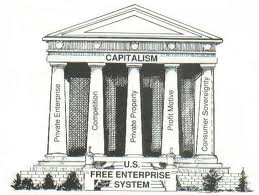 CAPITALISM
Private Enterprise
Competition
Private Property
Profit Motive
Consumer Sovereignty
U.S.
FREE ENTERPRISE
SYSTEM